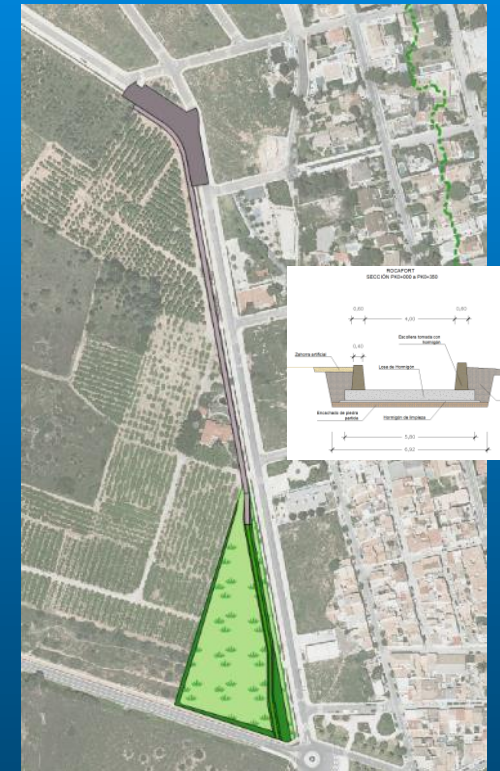 ROCAFORT
SECCIÓN PK0+000 a PK0+350
0,60
4,00
0,60
Escollera tomada con
hormigón
0,40
Zahorra artificial
Losa de Hormigón
Encachado de piedra
partida
Hormigón de limpieza
5,80
6,92